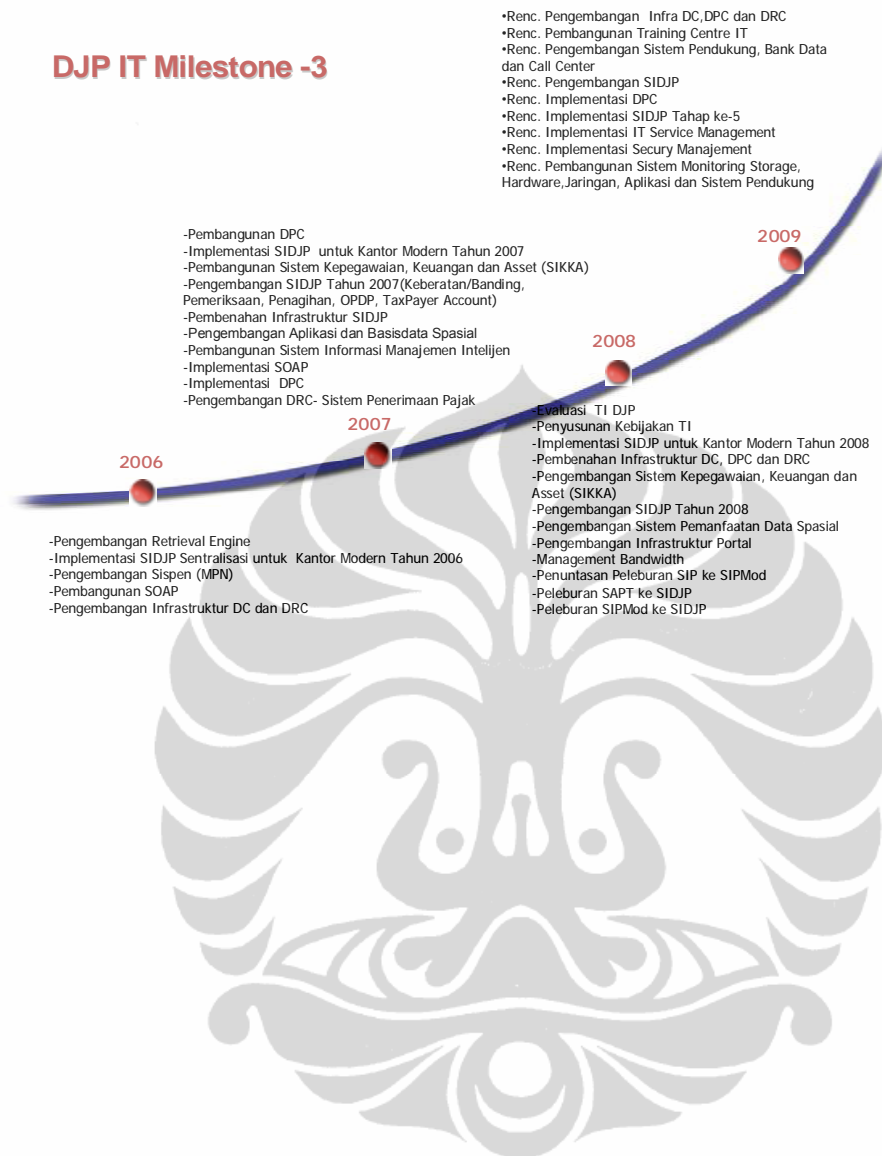 DJP IT Milestone -3
•Renc. Pengembangan Infra DC,DPC dan DRC
•Renc. Pembangunan Training Centre IT
•Renc. Pengembangan Sistem Pendukung, Bank Data
dan Call Center
•Renc. Pengembangan SIDJP
•Renc. Implementasi DPC
•Renc. Implementasi SIDJP Tahap ke-5
•Renc. Implementasi IT Service Management
•Renc. Implementasi Secury Manajement
•Renc. Pembangunan Sistem Monitoring Storage,
Hardware,Jaringan, Aplikasi dan Sistem Pendukung
2009
-Pembangunan DPC
-Implementasi SIDJP untuk Kantor Modern Tahun 2007
-Pembangunan Sistem Kepegawaian, Keuangan dan Asset (SIKKA)
-Pengembangan SIDJP Tahun 2007(Keberatan/Banding,
Pemeriksaan, Penagihan, OPDP, TaxPayer Account)
-Pembenahan Infrastruktur SIDJP
-Pengembangan Aplikasi dan Basisdata Spasial
-Pembangunan Sistem Informasi Manajemen Intelijen
-Implementasi SOAP
-Implementasi DPC
-Pengembangan DRC- Sistem Penerimaan Pajak
2007
2008
-Evaluasi TI DJP
-Penyusunan Kebijakan TI
-Implementasi SIDJP untuk Kantor Modern Tahun 2008
-Pembenahan Infrastruktur DC, DPC dan DRC
-Pengembangan Sistem Kepegawaian, Keuangan dan
Asset (SIKKA)
-Pengembangan SIDJP Tahun 2008
-Pengembangan Sistem Pemanfaatan Data Spasial
-Pengembangan Infrastruktur Portal
-Management Bandwidth
-Penuntasan Peleburan SIP ke SIPMod
-Peleburan SAPT ke SIDJP
-Peleburan SIPMod ke SIDJP
2006
-Pengembangan Retrieval Engine
-Implementasi SIDJP Sentralisasi untuk Kantor Modern Tahun 2006
-Pengembangan Sispen (MPN)
-Pembangunan SOAP
-Pengembangan Infrastruktur DC dan DRC